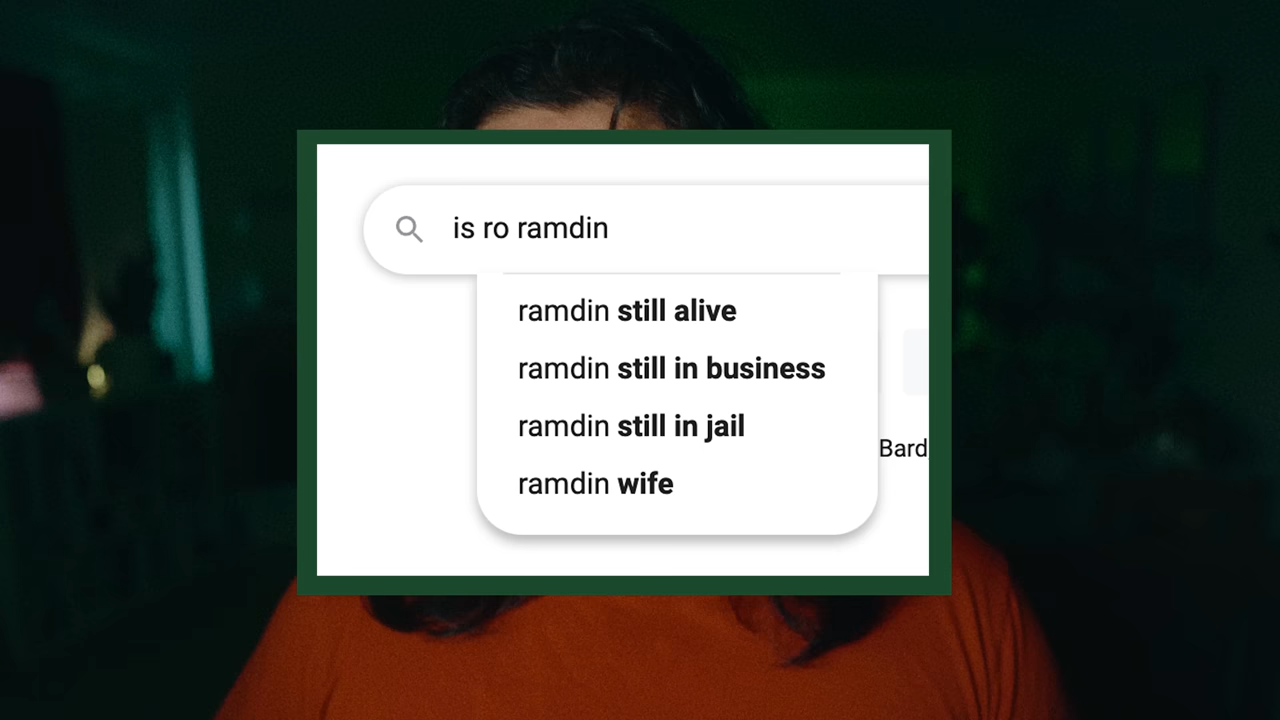 is ro ramdin
ramdin still alive
ramdin still in business
ramdin still in jail
Bard
ramdin wife